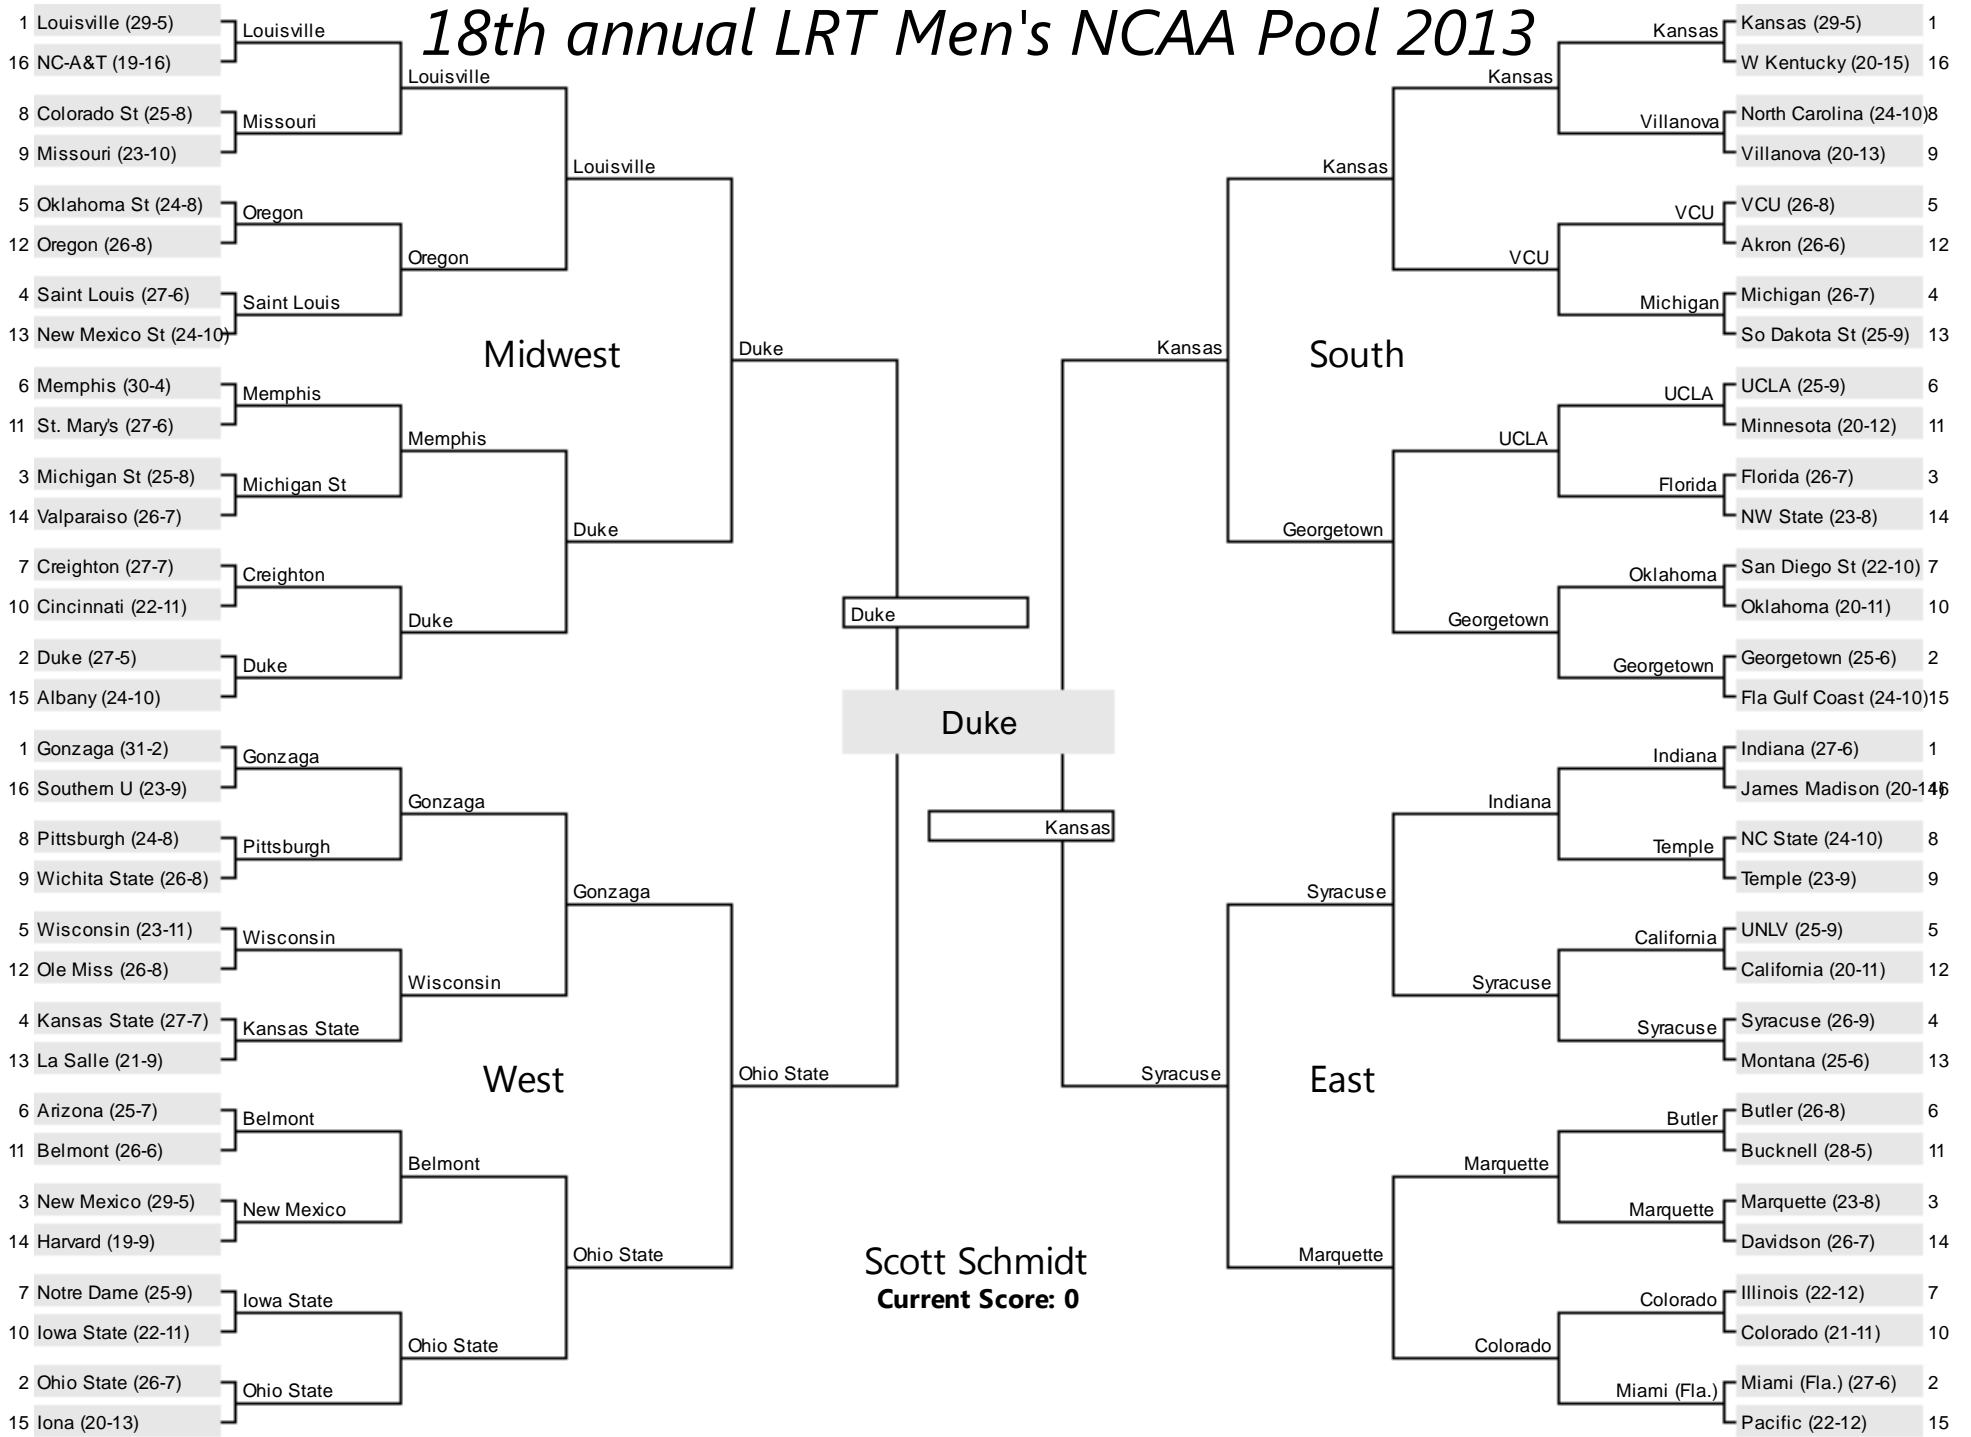 18th annual LRT Men's NCAA Pool 2013
1 Louisville (29-5)
16 NC-A&T (19-16)
8 Colorado St (25-8)
9 Missouri (23-10)
5 Oklahoma St (24-8)
12 Oregon (26-8)
4 Saint Louis (27-6)
13 New Mexico St (24-10)
6 Memphis (30-4)
11 St. Mary's (27-6)
3 Michigan St (25-8)
14 Valparaiso (26-7)
7 Creighton (27-7)
10 Cincinnati (22-11)
2 Duke (27-5)
15 Albany (24-10)
Louisville
Missouri
Oregon
Saint Louis
Memphis
Michigan St
Creighton
Duke
Louisville
Oregon
Memphis
Duke
Louisville
Duke
Duke
Midwest
1 Gonzaga (31-2)
16 Southern U (23-9)
8 Pittsburgh (24-8)
9 Wichita State (26-8)
5 Wisconsin (23-11)
12 Ole Miss (26-8)
4 Kansas State (27-7)
13 La Salle (21-9)
6 Arizona (25-7)
11 Belmont (26-6)
3 New Mexico (29-5)
14 Harvard (19-9)
7 Notre Dame (25-9)
10 Iowa State (22-11)
2 Ohio State (26-7)
15 Iona (20-13)
Gonzaga
Pittsburgh
Wisconsin
Kansas State
Belmont
New Mexico
Iowa State
Ohio State
Gonzaga
Wisconsin
Belmont
Ohio State
Gonzaga
Ohio State
Ohio State
West
Duke
Duke
Kansas
Scott Schmidt
Current Score: 0
Kansas (29-5) 1
W Kentucky (20-15) 16
North Carolina (24-10) 8
Villanova (20-13) 9
VCU (26-8) 5
Akron (26-6) 12
Michigan (26-7) 4
So Dakota St (25-9) 13
UCLA (25-9) 6
Minnesota (20-12) 11
Florida (26-7) 3
NW State (23-8) 14
San Diego St (22-10) 7
Oklahoma (20-11) 10
Georgetown (25-6) 2
Fla Gulf Coast (24-10) 15
Kansas
Villanova
VCU
Michigan
UCLA
Florida
Oklahoma
Georgetown
Kansas
VCU
UCLA
Georgetown
Kansas
Georgetown
Kansas
South
Indiana (27-6) 1
James Madison (20-14) 16
NC State (24-10) 8
Temple (23-9) 9
UNLV (25-9) 5
California (20-11) 12
Syracuse (26-9) 4
Montana (25-6) 13
Butler (26-8) 6
Bucknell (28-5) 11
Marquette (23-8) 3
Davidson (26-7) 14
Illinois (22-12) 7
Colorado (21-11) 10
Miami (Fla.) (27-6) 2
Pacific (22-12) 15
Indiana
Temple
California
Syracuse
Butler
Marquette
Colorado
Miami (Fla.)
Indiana
Syracuse
Marquette
Colorado
Syracuse
Marquette
Syracuse
East